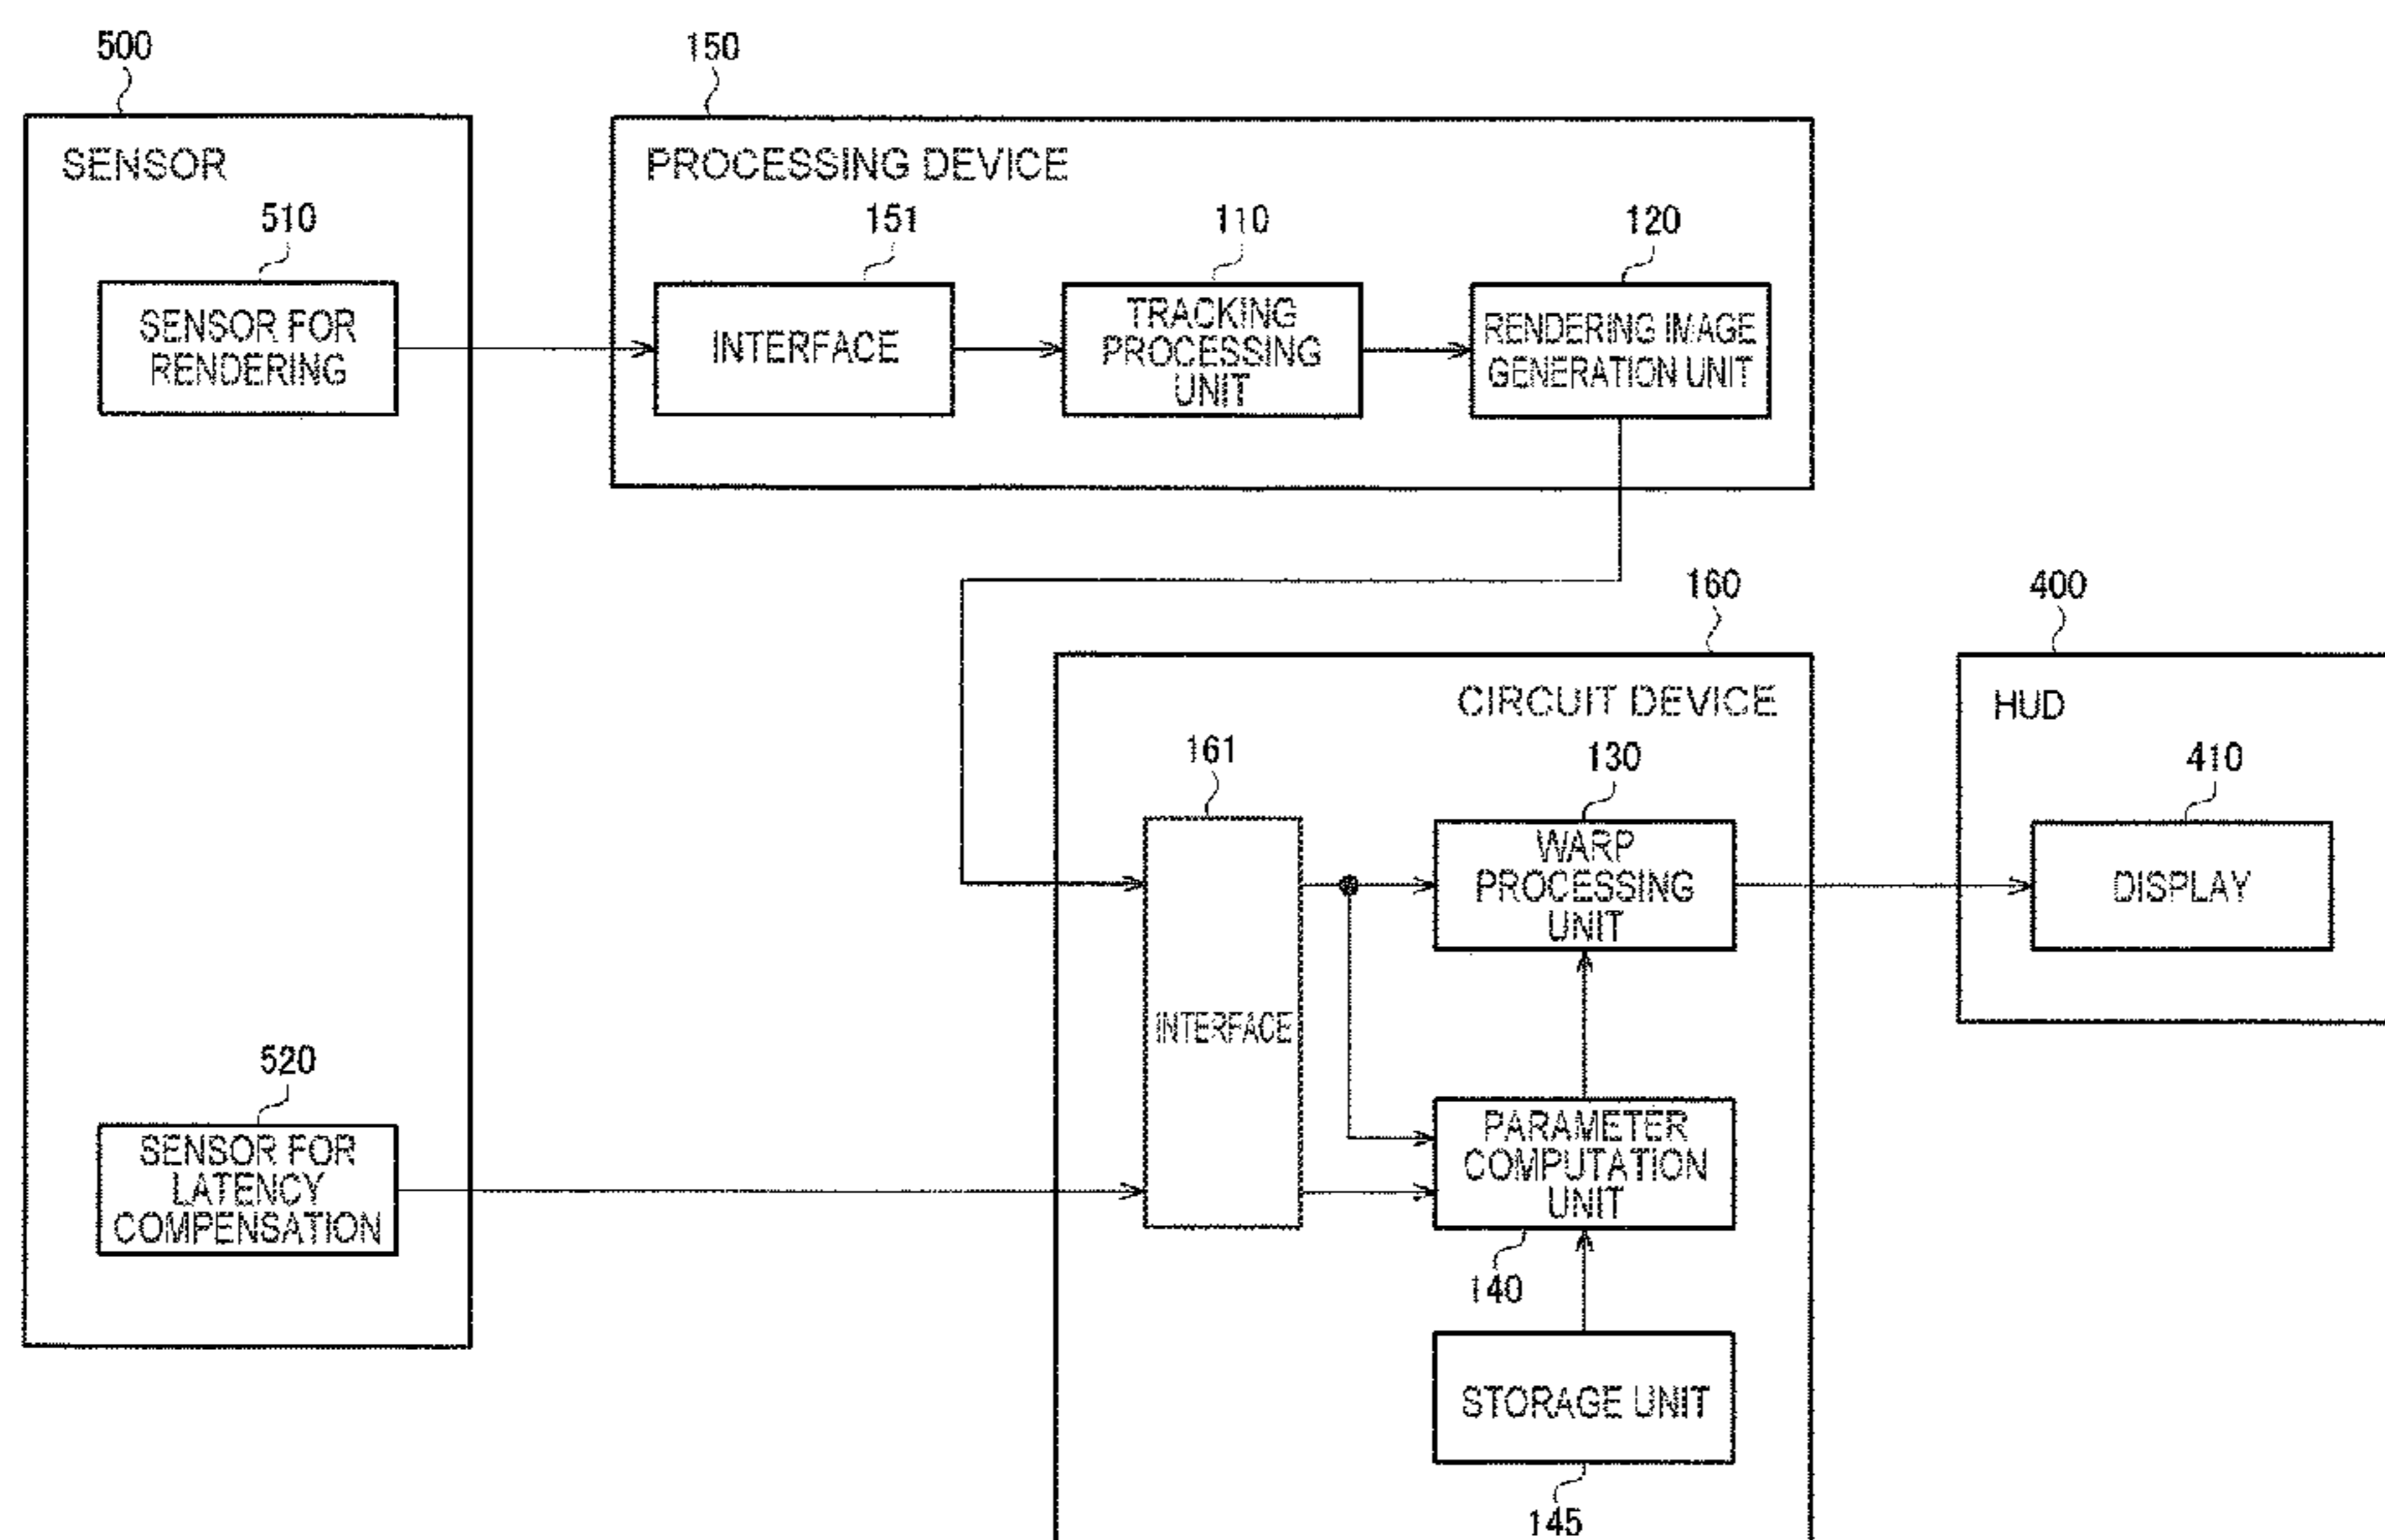 500
150
SENSOR
PROCESSING DEVICE
510
151
110
120
SENSOR FOR
RENDERING
INTERFACE
TRACKING
PROCESSING
UNIT
RENDERING IMAGE
GENERATION UNIT
160
400
CIRCUIT DEVICE
HUD
161
130
410
INTERFACE
WARP
PROCESSING
UNIT
DISPLAY
520
SENSOR FOR
LATENCY
COMPENSATION
PARAMETER
COMPUTATION
UNIT
140
STORAGE UNIT
145